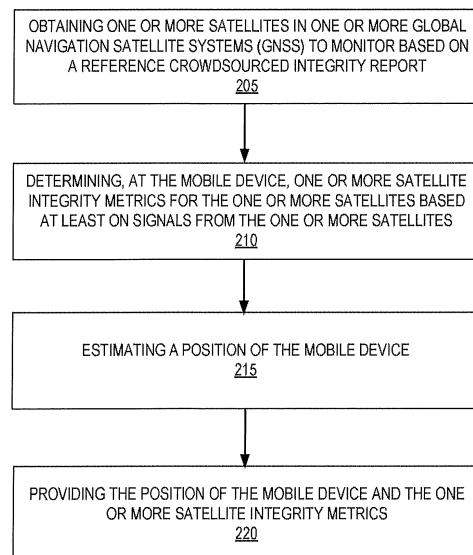 OBTAINING ONE OR MORE SATELLITES IN ONE OR MORE GLOBAL
NAVIGATION SATELLITE SYSTEMS (GNSS) TO MONITOR BASED ON
A REFERENCE CROWDSOURCED INTEGRITY REPORT
205
DETERMINING, AT THE MOBILE DEVICE, ONE OR MORE SATELLITE
INTEGRITY METRICS FOR THE ONE OR MORE SATELLITES BASED
AT LEAST ON SIGNALS FROM THE ONE OR MORE SATELLITES
210
ESTIMATING A POSITION OF THE MOBILE DEVICE
215
PROVIDING THE POSITION OF THE MOBILE DEVICE AND THE ONE
OR MORE SATELLITE INTEGRITY METRICS
220